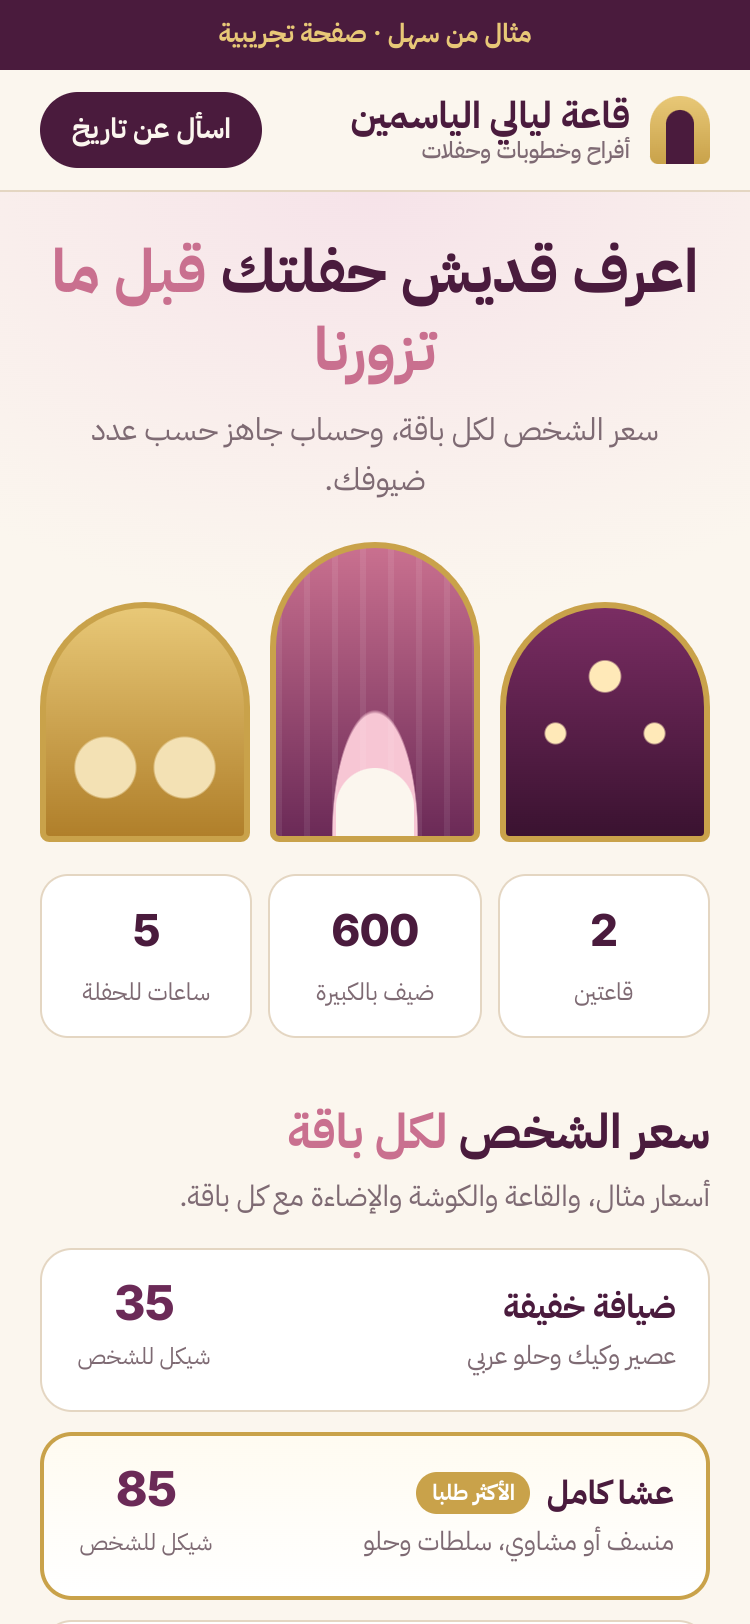 مثال من سهل · صفحة تجريبية
قاعة ليالي الياسمين
أفراح وخطوبات وحفلات
اسأل عن تاريخ
اعرف قديش حفلتك قبل ما
تزورنا
سعر الشخص لكل باقة، وحساب جاهز حسب عدد
ضيوفك.
2
قاعتين
600
ضيف بالكبيرة
5
ساعات للحفلة
سعر الشخص لكل باقة
أسعار مثال، والقاعة والكوشة والإضاءة مع كل باقة.
ضيافة خفيفة
عصير وكيك وحلو عربي
35
شيكل للشخص
عشا كامل
الأكثر طلبا
منسف أو مشاوي، سلطات وحلو
85
شيكل للشخص